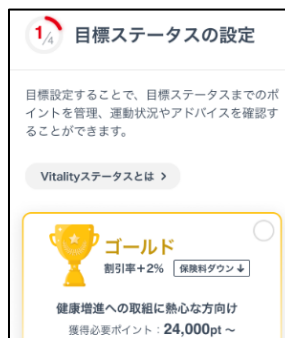 1/4 目標ステータスの設定
目標設定することで、目標ステータスまでのポ
イントを管理、運動状況やアドバイスを確認す
ることができます。
Vitalityステータスとは >
ゴールド
割引率+2% 保険料ダウン↓
健康増進への取組に熱心な方向け
獲得必要ポイント：24,000pt ～